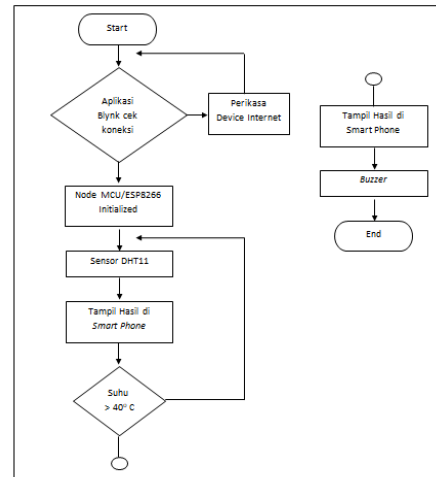 Start
Aplikasi
Blynk cek
koneksi
Perikasa
Device Internet
Node MCU/ESP8266
Initialized
Sensor DHT11
Tampil Hasil di
Smart Phone
Suhu
> 40° C
Tampil Hasil di
Smart Phone
Buzzer
End